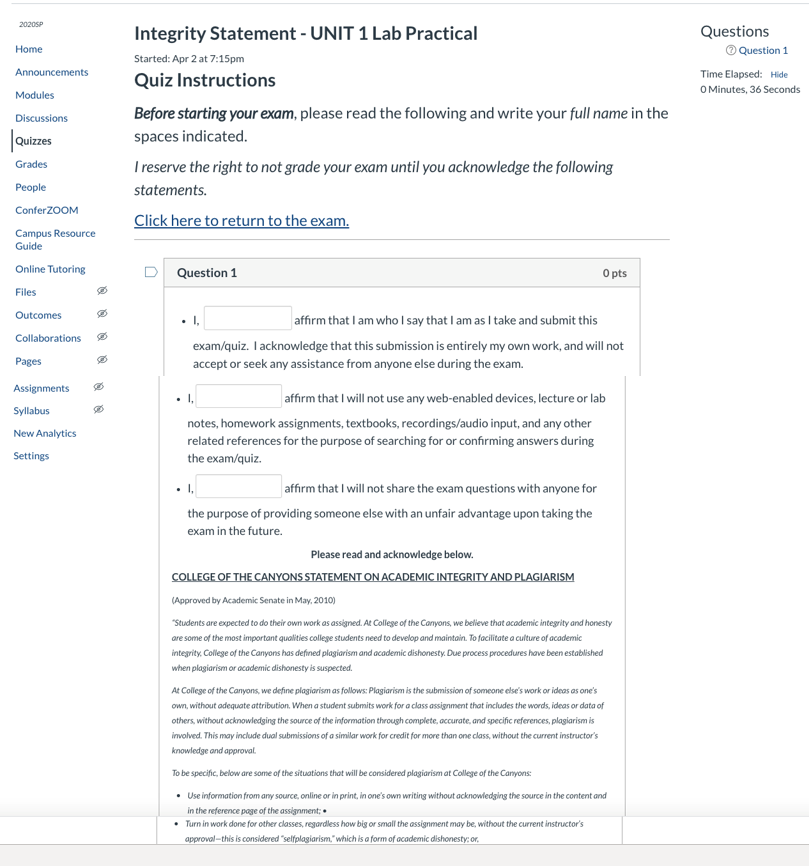 2020SP
Home
Announcements
Modules
Discussions
Quizzes
Grades
People
ConferZOOM
Campus Resource
Guide
Online Tutoring
Files
Outcomes
Collaborations
Pages
Assignments
Syllabus
New Analytics
Settings
Integrity Statement - UNIT 1 Lab Practical
Started: Apr 2 at 7:15pm
Quiz Instructions
Before starting your exam, please read the following and write your full name in the
spaces indicated.
I reserve the right to not grade your exam until you acknowledge the following
statements.
Click here to return to the exam.
Question 1 0 pts
• I, affirm that I am who I say that I am as I take and submit this
exam/quiz. I acknowledge that this submission is entirely my own work, and will not
accept or seek any assistance from anyone else during the exam.
• I, affirm that I will not use any web-enabled devices, lecture or lab
notes, homework assignments, textbooks, recordings/audio input, and any other
related references for the purpose of searching for or confirming answers during
the exam/quiz.
• I, affirm that I will not share the exam questions with anyone for
the purpose of providing someone else with an unfair advantage upon taking the
exam in the future.
Please read and acknowledge below.
COLLEGE OF THE CANYONS STATEMENT ON ACADEMIC INTEGRITY AND PLAGIARISM
(Approved by Academic Senate in May, 2010)
"Students are expected to do their own work as assigned. At College of the Canyons, we believe that academic integrity and honesty
are some of the most important qualities college students need to develop and maintain. To facilitate a culture of academic
integrity, College of the Canyons has defined plagiarism and academic dishonesty. Due process procedures have been established
when plagiarism or academic dishonesty is suspected.
At College of the Canyons, we define plagiarism as follows: Plagiarism is the submission of someone else's work or ideas as one's
own, without adequate attribution. When a student submits work for a class assignment that includes the words, ideas or data of
others, without acknowledging the source of the information through complete, accurate, and specific references, plagiarism is
involved. This may include dual submissions of a similar work for credit for more than one class, without the current instructor's
knowledge and approval.
To be specific, below are some of the situations that will be considered plagiarism at College of the Canyons:
• Use information from any source, online or in print, in one's own writing without acknowledging the source in the content and
in the reference page of the assignment; •
• Turn in work done for other classes, regardless how big or small the assignment may be, without the current instructor's
approval—this is considered "selfplagiarism," which is a form of academic dishonesty; or,
Questions
Question 1
Time Elapsed: Hide
0 Minutes, 36 Seconds